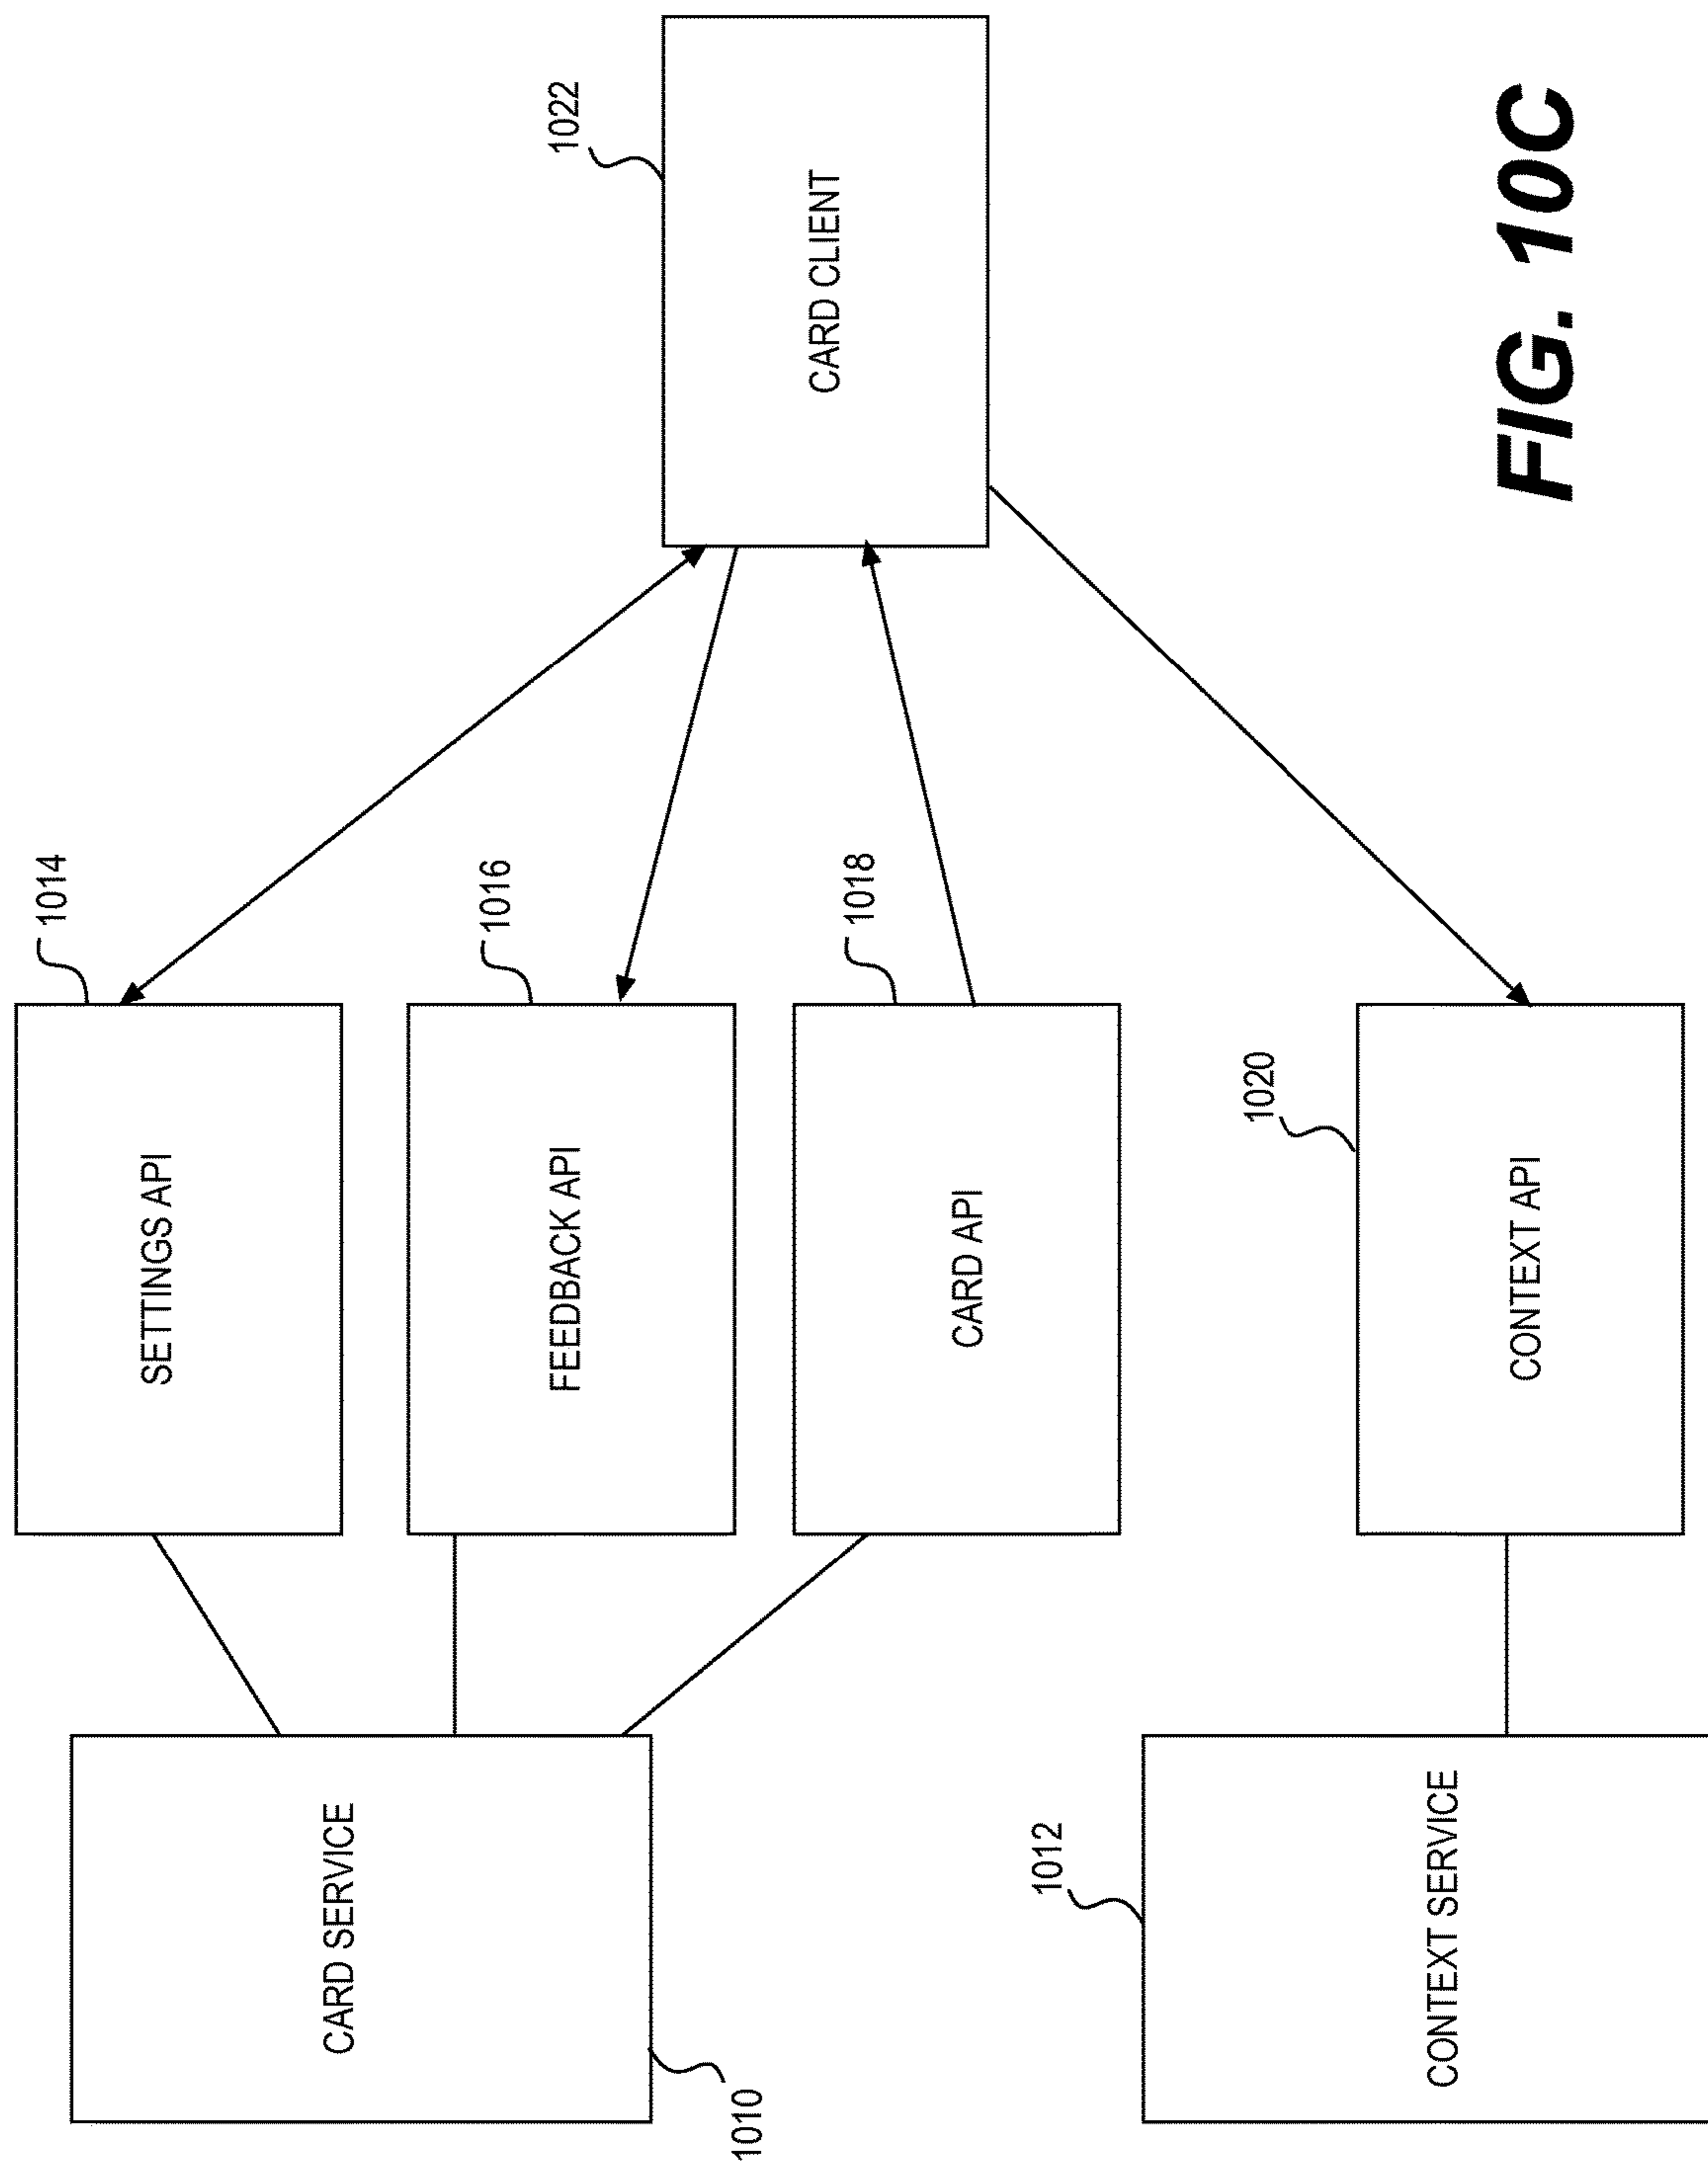 1014
SETTINGS API
CARD SERVICE
1016
FEEDBACK API
1022
1010
CARD CLIENT
1018
CARD API
1012
1020
CONTEXT SERVICE
CONTEXT API
FIG. 10C